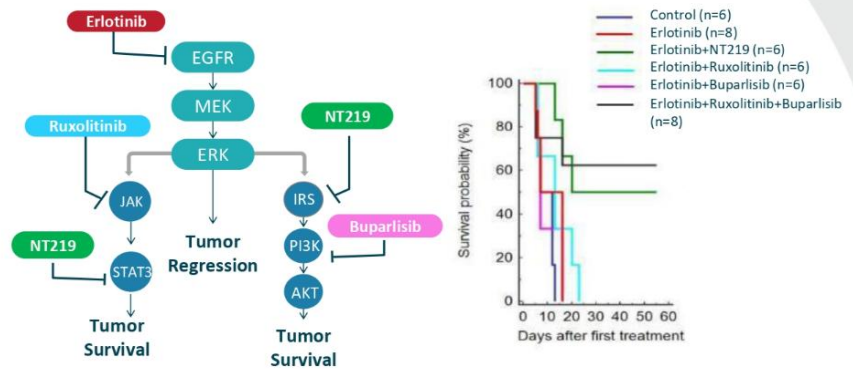 Erlotinib
EGFR
MEK
ERK
Ruxolitinib
NT219
JAK
IRS
NT219
STAT3
Tumor
Regression
PI3K
Buparlisib
AKT
Tumor
Survival
Tumor
Survival
Control (n=6)
Erlotinib (n=8)
Erlotinib+NT219 (n=6)
Erlotinib+Ruxolitinib (n=6)
Erlotinib+Buparlisib (n=6)
Erlotinib+Ruxolitinib+Buparlisib
(n=8)
Survival probability (%)
100
80
60
40
20
0
0 10 20 30 40 50 60
Days after first treatment